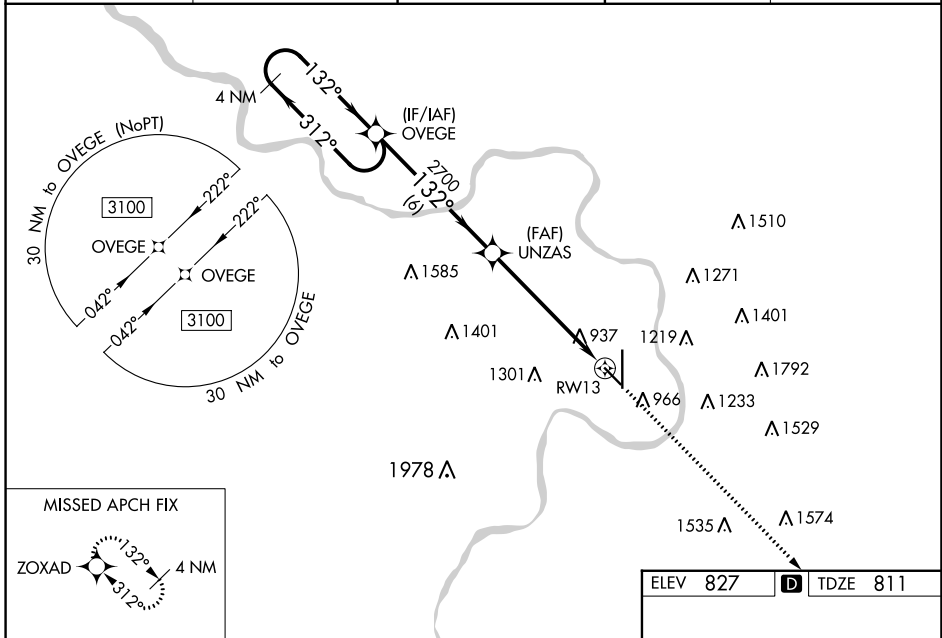 132°
4 NM
312°
(IF/IAF)
OVEGE
2700
132°
(6)
(FAF)
UNZAS
30 NM to OVEGE (NoPT)
3100
222°
222°
OVEGE
OVEGE
042°
042°
3100
30 NM to OVEGE
1510
1585
1271
1401
1401
937
1219
1301
RW13
1792
966
1233
1529
1978
1535
1574
MISSED APCH FIX
ZOXAD
132°
4 NM
312°
ELEV 827 D TDZE 811